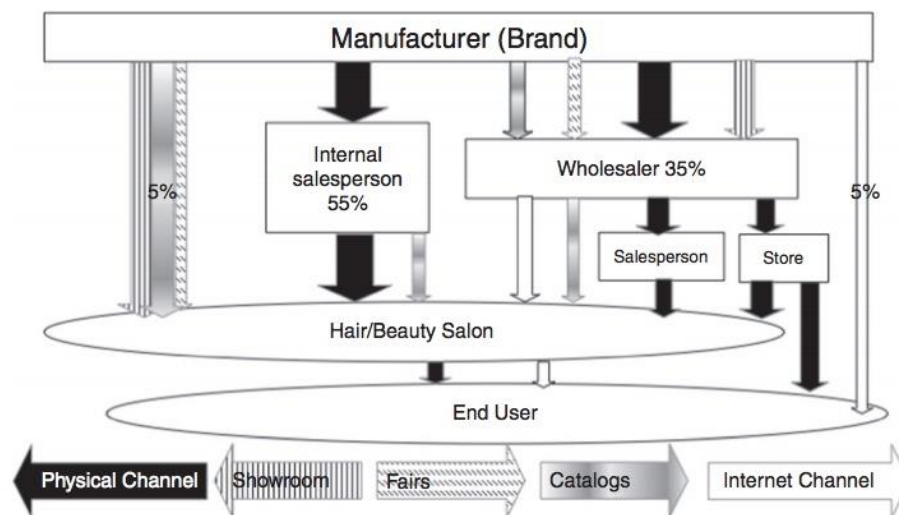 Manufacturer (Brand)
5%
Internal
salesperson
55%
Wholesaler 35%
5%
Salesperson
Store
Hair/Beauty Salon
End User
Physical Channel
Showroom
Fairs
Catalogs
Internet Channel